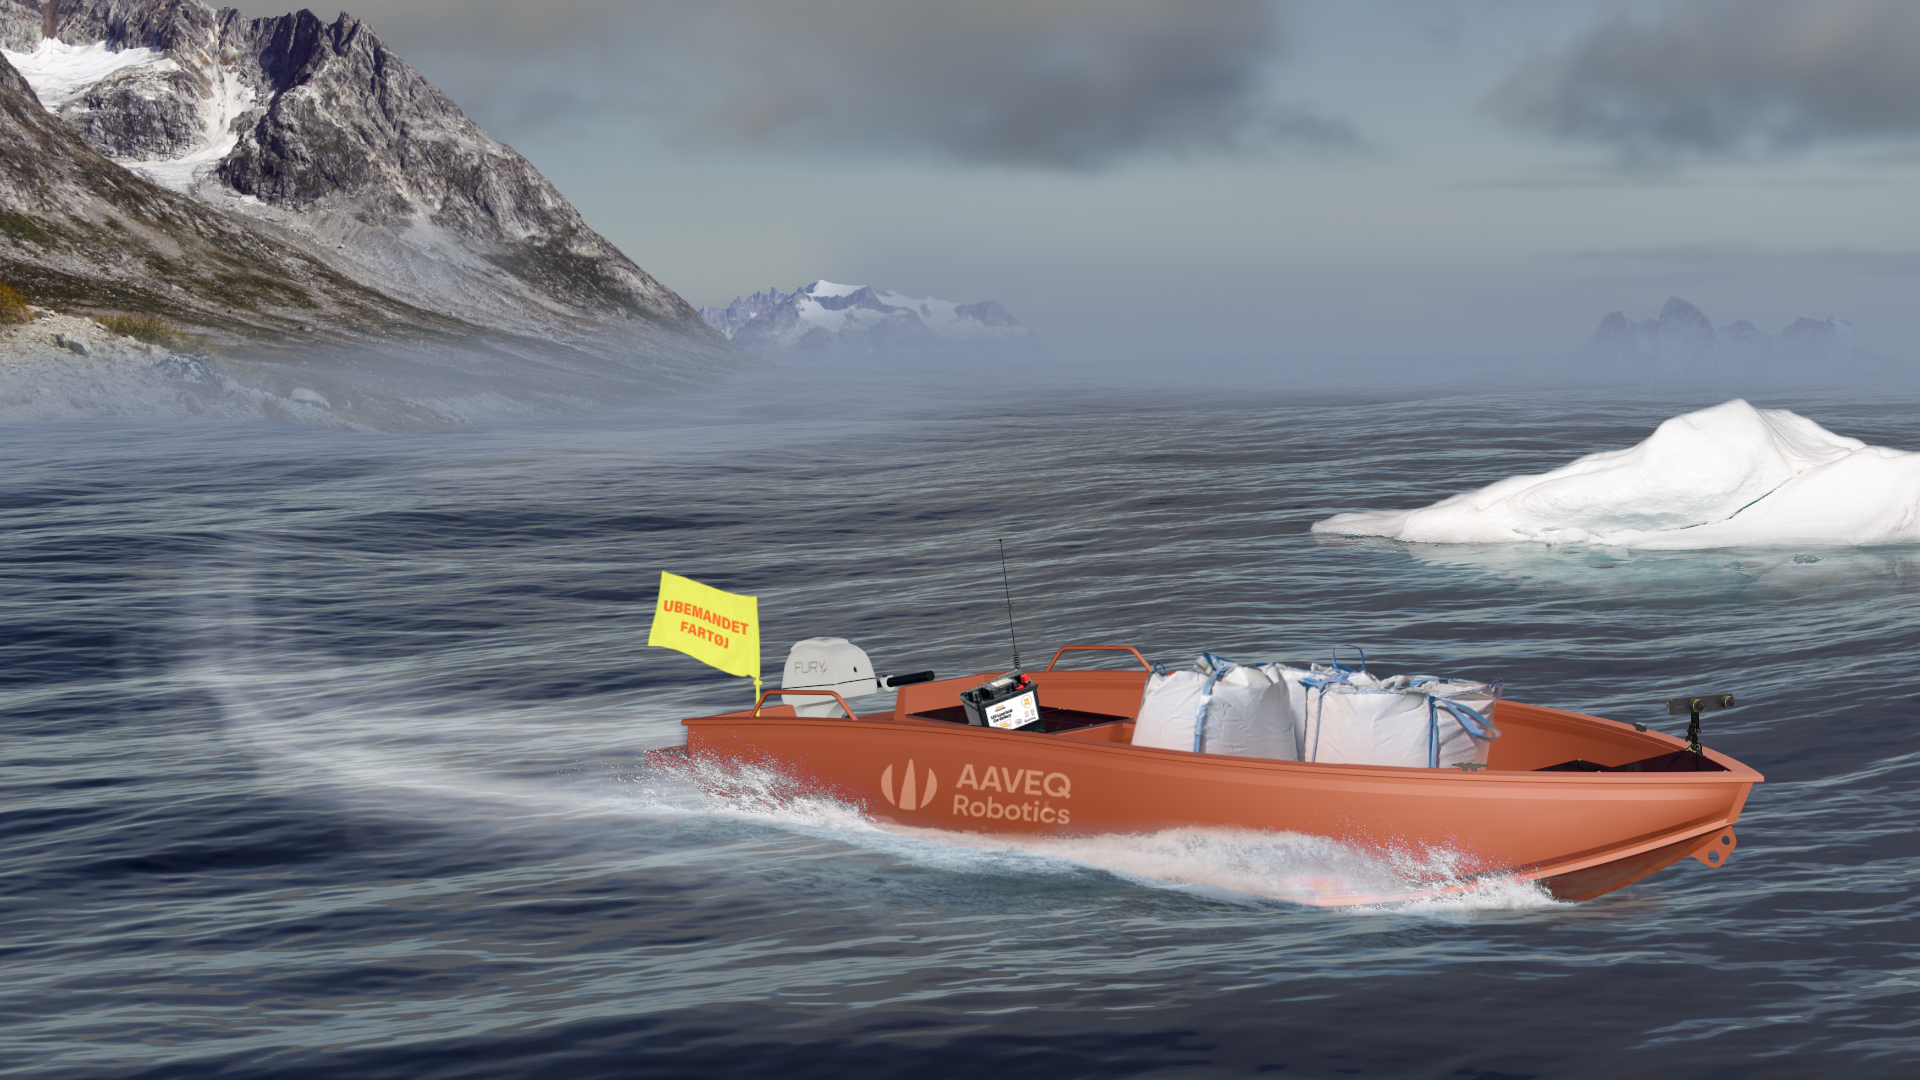 UBEMANDET
FARTØJ
FURY
AAVEQ
Robotics